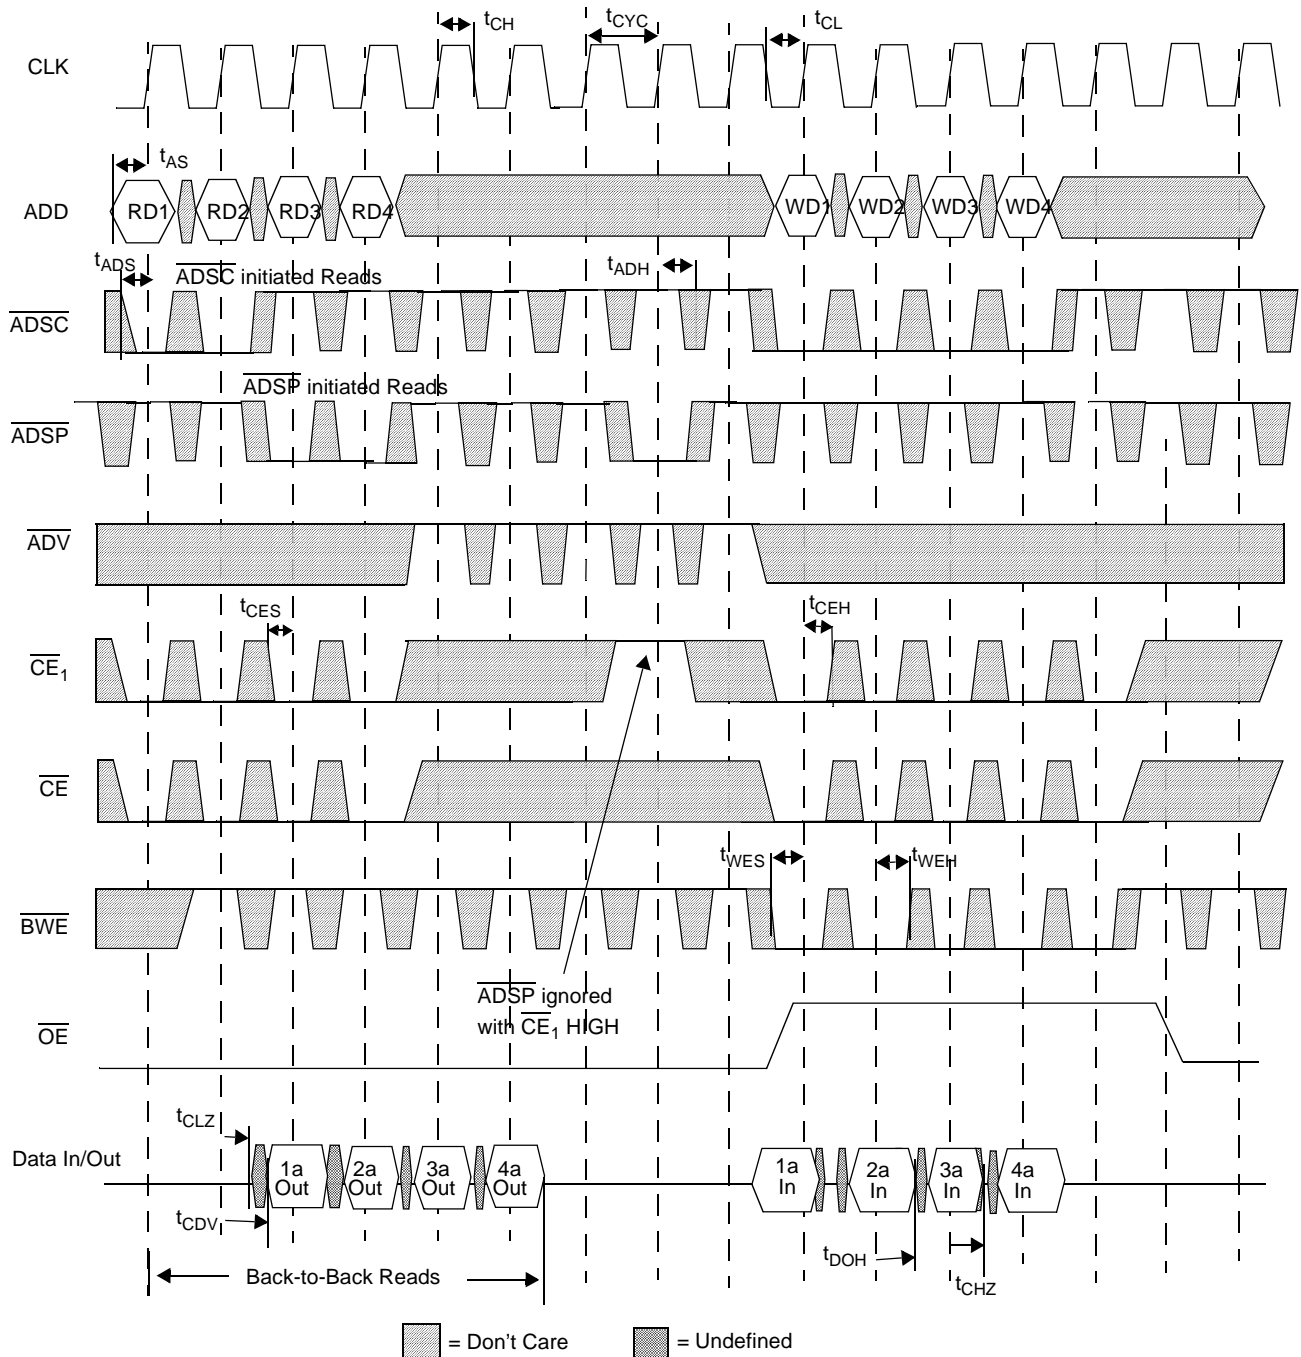 tCH
tCYC
tCL
CLK
tAS
ADD
RD1
RD2
RD3
RD4
WD1
WD2
WD3
WD4
tADS
ADSC initiated Reads
tADH
ADSC
ADSP initiated Reads
ADSP
ADV
tCES
tCEH
CE1
CE
tWES
tWEH
BWE
ADSP ignored
with CE1 HIGH
OE
tCLZ
Data In/Out
1a
Out
2a
Out
3a
Out
4a
Out
1a
In
2a
In
3a
In
4a
In
tCDV
tDOH
tCHZ
Back-to-Back Reads
= Don't Care
= Undefined